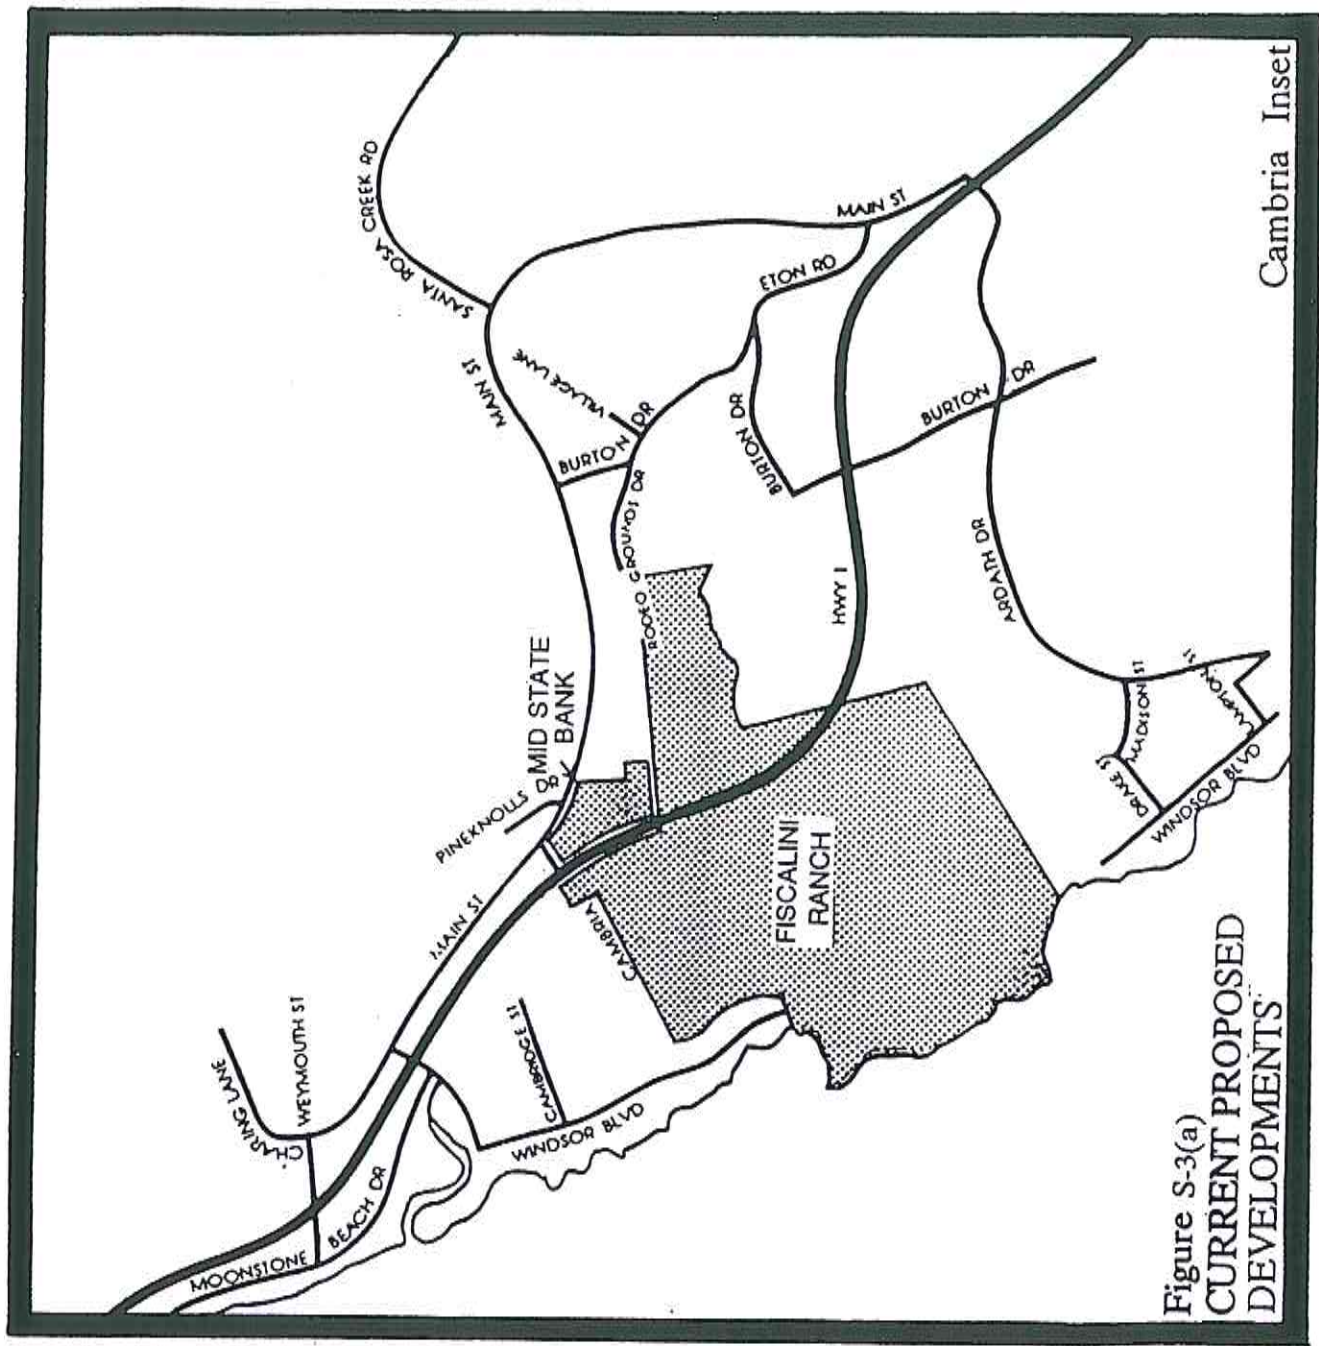 SANTA ROSA CREEK RD
MAIN ST
ETON RD
MAIN ST
VILLAGE LANE
BURTON DR
BURTON DR
BURTON DR
RODEO GROUNDS DR
HWY 1
ARDATH DR
MID STATE
BANK
PINEKNOLLS DR
MAIN ST
CAMBRIA
FISCALINI
RANCH
MADISON ST
CAMPTON ST
DRAKE ST
WINDSOR BLVD
CHARING LANE
WEYMOUTH ST
CAMBRIDGE ST
WINDSOR BLVD
MOONSTONE BEACH DR
Cambria Inset
Figure S-3(a)
CURRENT PROPOSED
DEVELOPMENTS